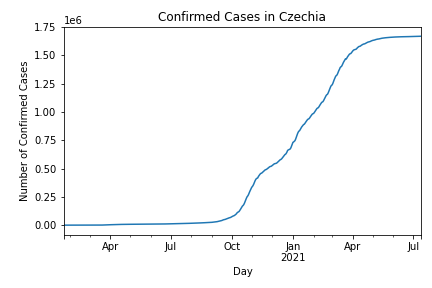 Confirmed Cases in Czechia
1e6
1.75
1.50
1.25
1.00
0.75
0.50
0.25
0.00
Number of Confirmed Cases
Apr Jul Oct Jan Apr Jul
2021
Day